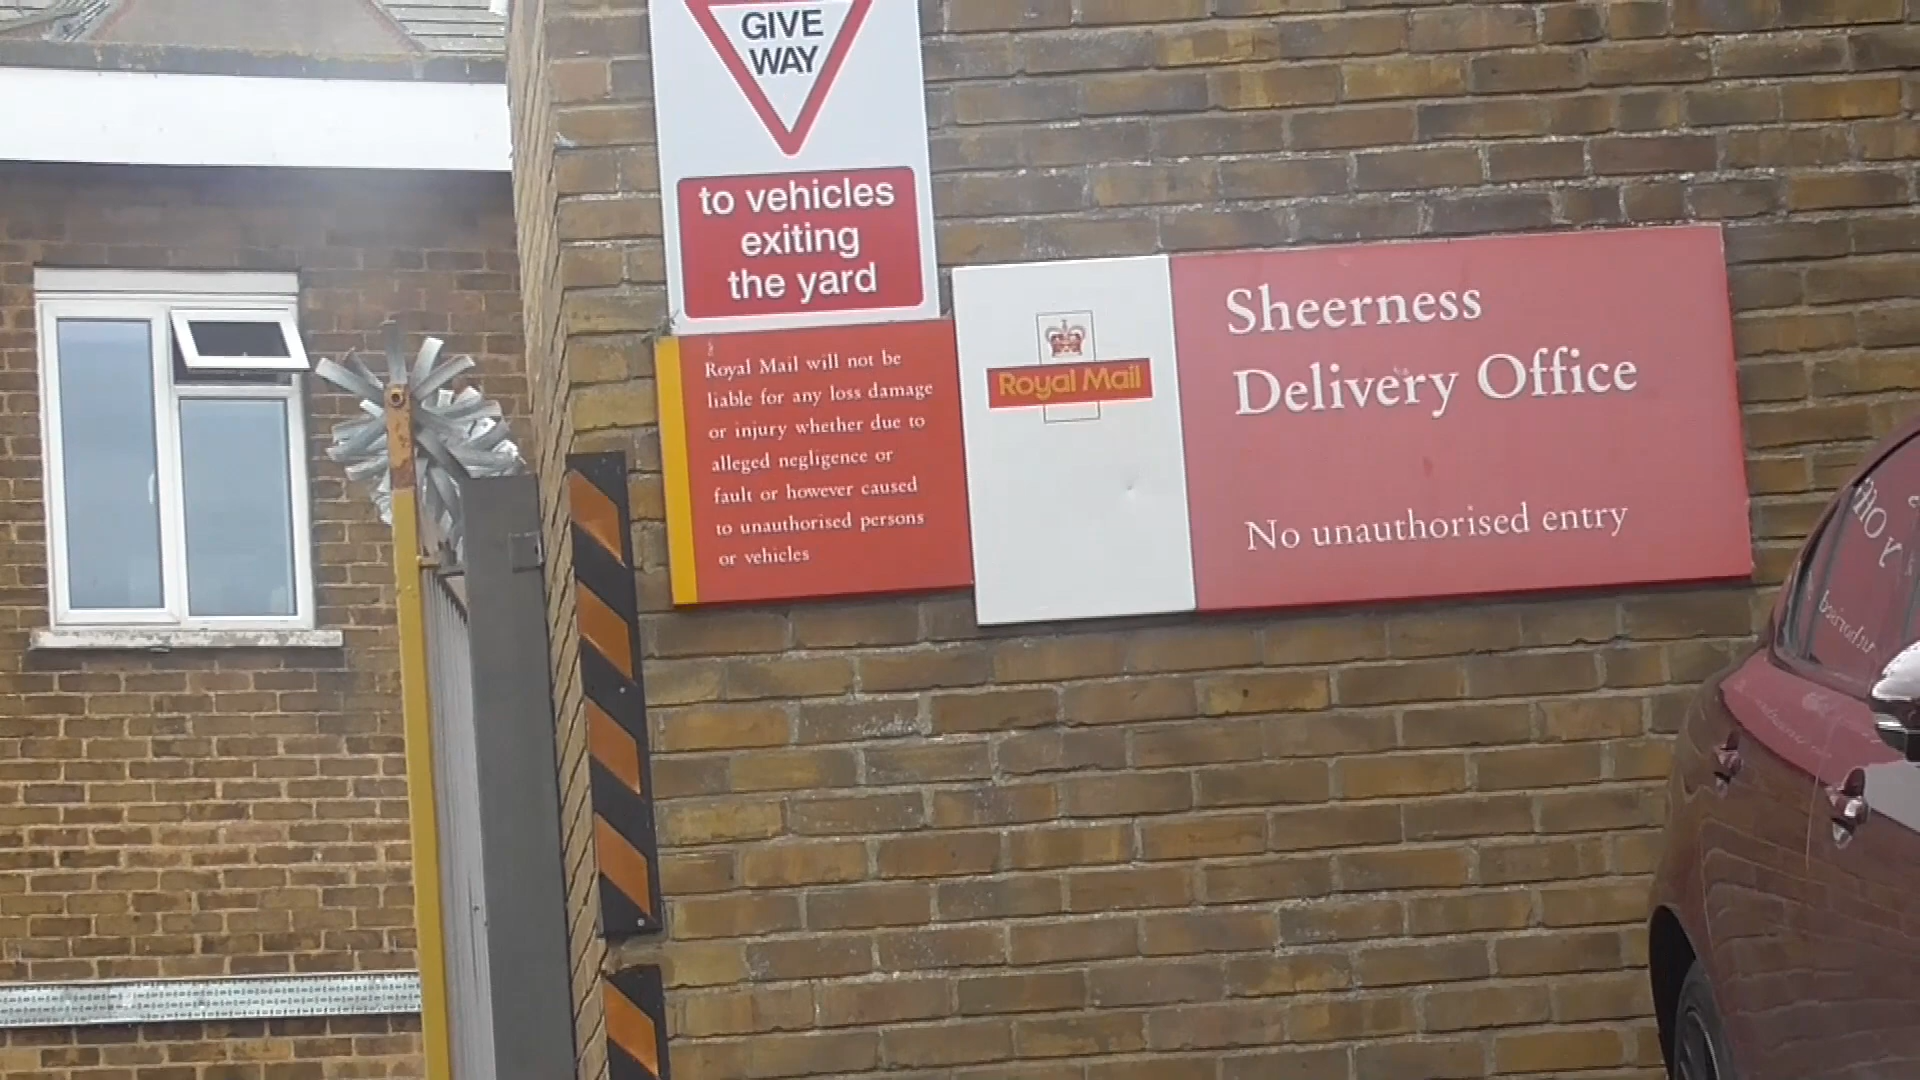 GIVE
WAY
to vehicles
exiting
the yard
Royal Mail will not be
liable for any loss damage
or injury whether due to
alleged negligence or
fault or however caused
to unauthorised persons
or vehicles
Royal Mail
Sheerness
Delivery Office
No unauthorised entry